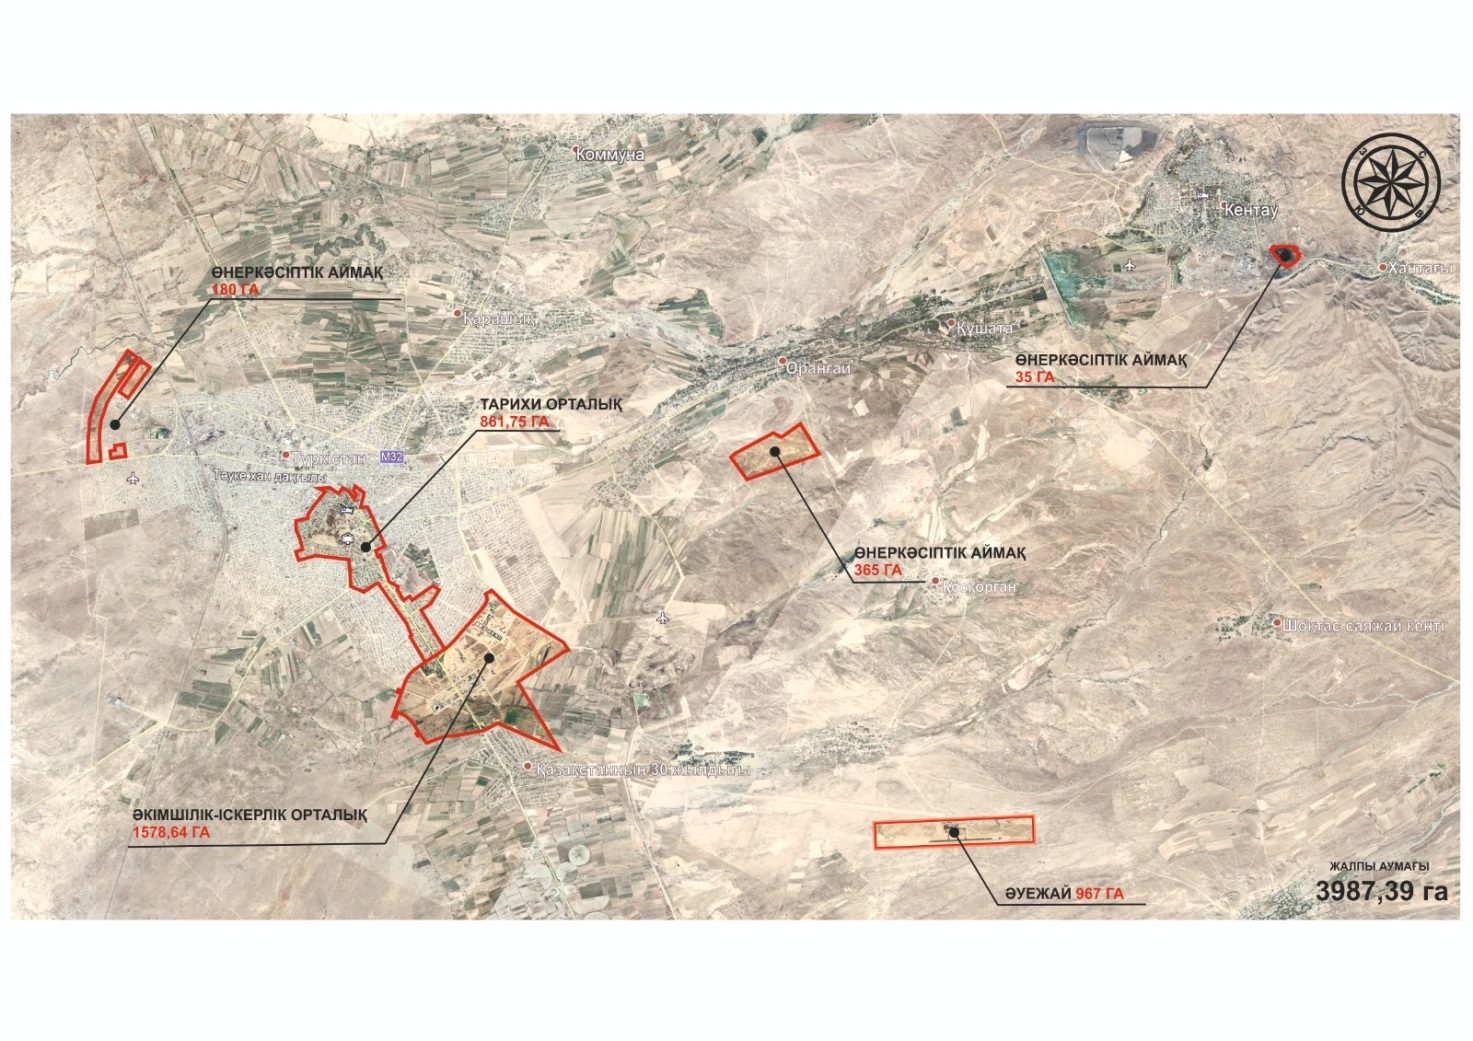 Коммуна
Кентау
З
С
Ю
В
Хантағы
ӨНЕРКӘСІПТІК АЙМАҚ
180 ГА
Қарашық
Құшата
Оранғай
ӨНЕРКӘСІПТІК АЙМАҚ
35 ГА
ТАРИХИ ОРТАЛЫҚ
861,75 ГА
Түркістан
M32
Тәуке хан даңғылы
ӨНЕРКӘСІПТІК АЙМАҚ
365 ГА
Қосқорған
Шоқтас саяжай кенті
Қазақстанның 30 жылдығы
ӘКІМШІЛІК-ІСКЕРЛІК ОРТАЛЫҚ
1578,64 ГА
ӘУЕЖАЙ 967 ГА
ЖАЛПЫ АУМАҒЫ
3987,39 га